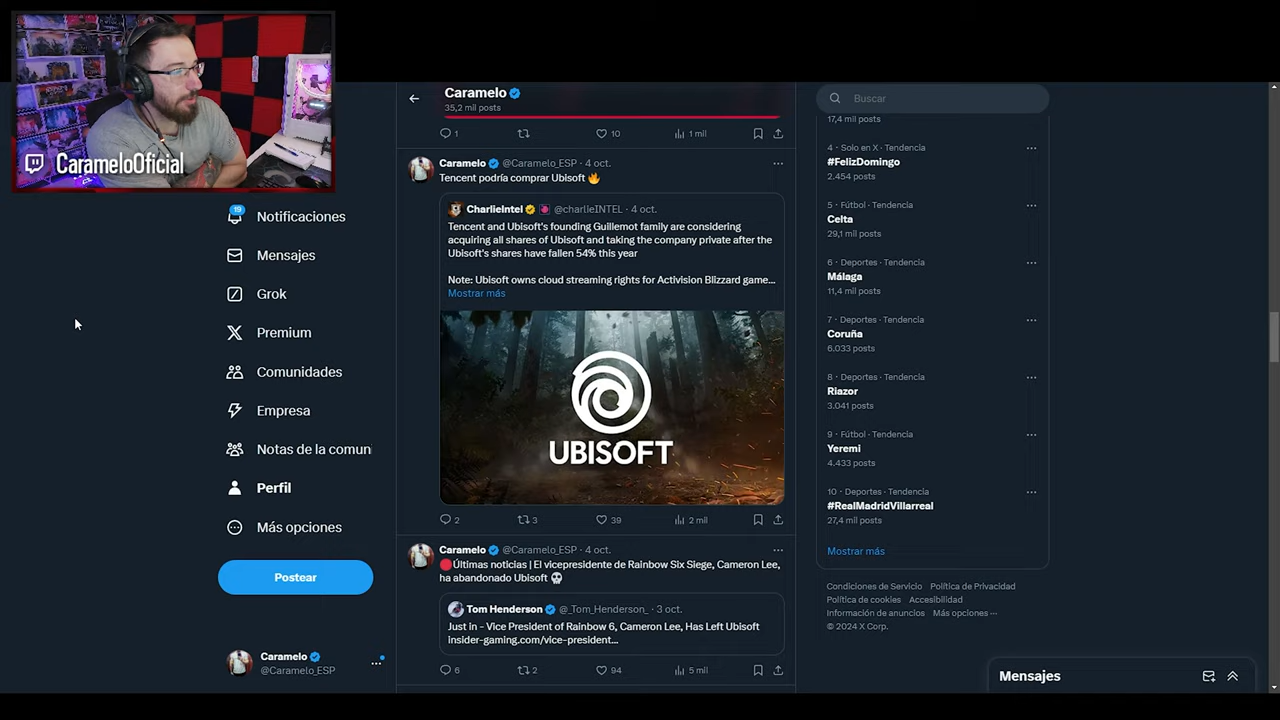 CarameloOficial
19
Notificaciones
Mensajes
Grok
Premium
Comunidades
Empresa
Notas de la comun
Perfil
Más opciones
Postear
Caramelo
@Caramelo_ESP
Caramelo
35,2 mil posts
1 10 1 mil
Caramelo @Caramelo_ESP · 4 oct.
Tencent podría comprar Ubisoft 🔥
CharlieIntel @charlieINTEL · 4 oct.
Tencent and Ubisoft's founding Guillemot family are considering
acquiring all shares of Ubisoft and taking the company private after the
Ubisoft's shares have fallen 54% this year
Note: Ubisoft owns cloud streaming rights for Activision Blizzard game...
Mostrar más
UBISOFT
2 3 39 2 mil
Caramelo @Caramelo_ESP · 4 oct.
🔴Últimas noticias | El vicepresidente de Rainbow Six Siege, Cameron Lee,
ha abandonado Ubisoft 💀
Tom Henderson @_Tom_Henderson_ · 3 oct.
Just in - Vice President of Rainbow 6, Cameron Lee, Has Left Ubisoft
insider-gaming.com/vice-president...
6 2 94 5 mil
Buscar
17,4 mil posts
4 · Solo en X · Tendencia
#FelizDomingo
2.454 posts
5 · Fútbol · Tendencia
Celta
29,1 mil posts
6 · Deportes · Tendencia
Málaga
11,4 mil posts
7 · Deportes · Tendencia
Coruña
6.033 posts
8 · Deportes · Tendencia
Riazor
3.041 posts
9 · Fútbol · Tendencia
Yeremi
4.433 posts
10 · Deportes · Tendencia
#RealMadridVillarreal
27,4 mil posts
Mostrar más
Condiciones de Servicio Política de Privacidad
Política de cookies Accesibilidad
Información de anuncios Más opciones ···
© 2024 X Corp.
Mensajes